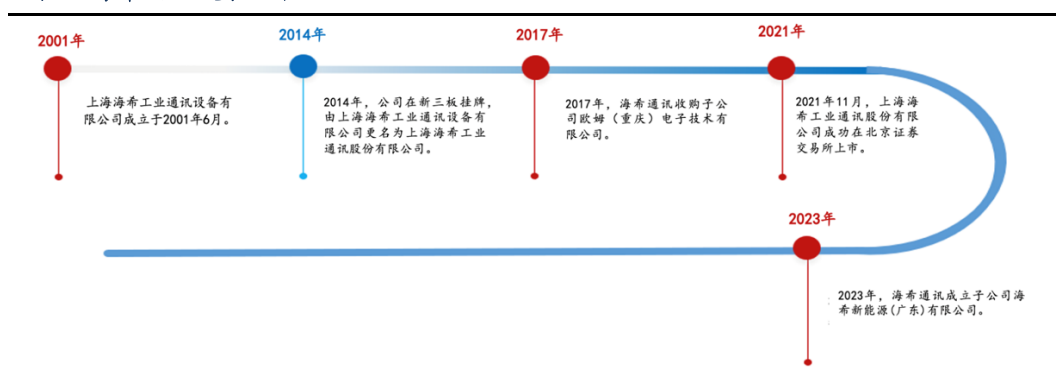 2001年
2014年
2017年
2021年
上海海希工业通讯设备有
限公司成立于2001年6月。
2014年，公司在新三板挂牌，
由上海海希工业通讯设备有
限公司更名为上海海希工业
通讯股份有限公司。
2017年，海希通讯收购子公
司欧姆（重庆）电子技术有
限公司。
2021年11月，上海海
希工业通讯股份有限
公司成功在北京证券
交易所上市。
2023年
2023年，海希通讯成立子公司海
希新能源(广东)有限公司。